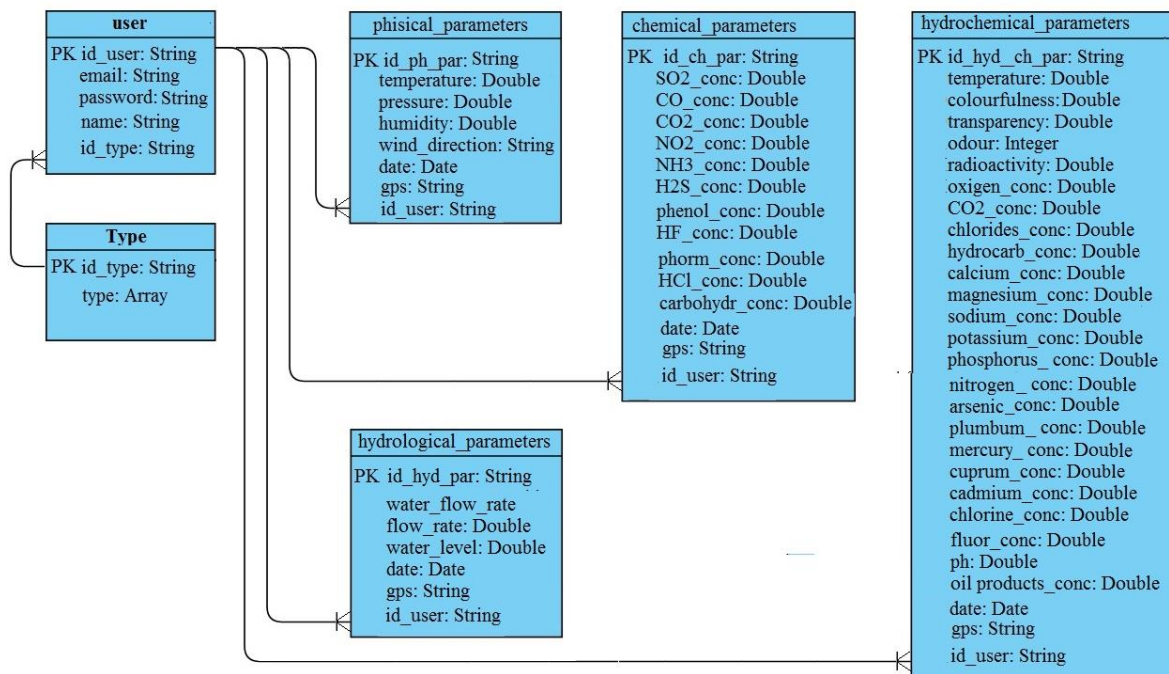 user
PK id_user: String
email: String
password: String
name: String
id_type: String
Type
PK id_type: String
type: Array
phisical_parameters
PK id_ph_par: String
temperature: Double
pressure: Double
humidity: Double
wind_direction: String
date: Date
gps: String
id_user: String
hydrological_parameters
PK id_hyd_par: String
water_flow_rate
flow_rate: Double
water_level: Double
date: Date
gps: String
id_user: String
chemical_parameters
PK id_ch_par: String
SO2_conc: Double
CO_conc: Double
CO2_conc: Double
NO2_conc: Double
NH3_conc: Double
H2S_conc: Double
phenol_conc: Double
HF_conc: Double
phorm_conc: Double
HCl_conc: Double
carbohydr_conc: Double
date: Date
gps: String
id_user: String
hydrochemical_parameters
PK id_hyd_ch_par: String
temperature: Double
colourfulness:Double
transparency: Double
odour: Integer
radioactivity: Double
oxigen_conc: Double
CO2_conc: Double
chlorides_conc: Double
hydrocarb_conc: Double
calcium_conc: Double
magnesium_conc: Double
sodium_conc: Double
potassium_conc: Double
phosphorus_ conc: Double
nitrogen_ conc: Double
arsenic_conc: Double
plumbum_ conc: Double
mercury_ conc: Double
cuprum_conc: Double
cadmium_conc: Double
chlorine_conc: Double
fluor_conc: Double
ph: Double
oil products_conc: Double
date: Date
gps: String
id_user: String